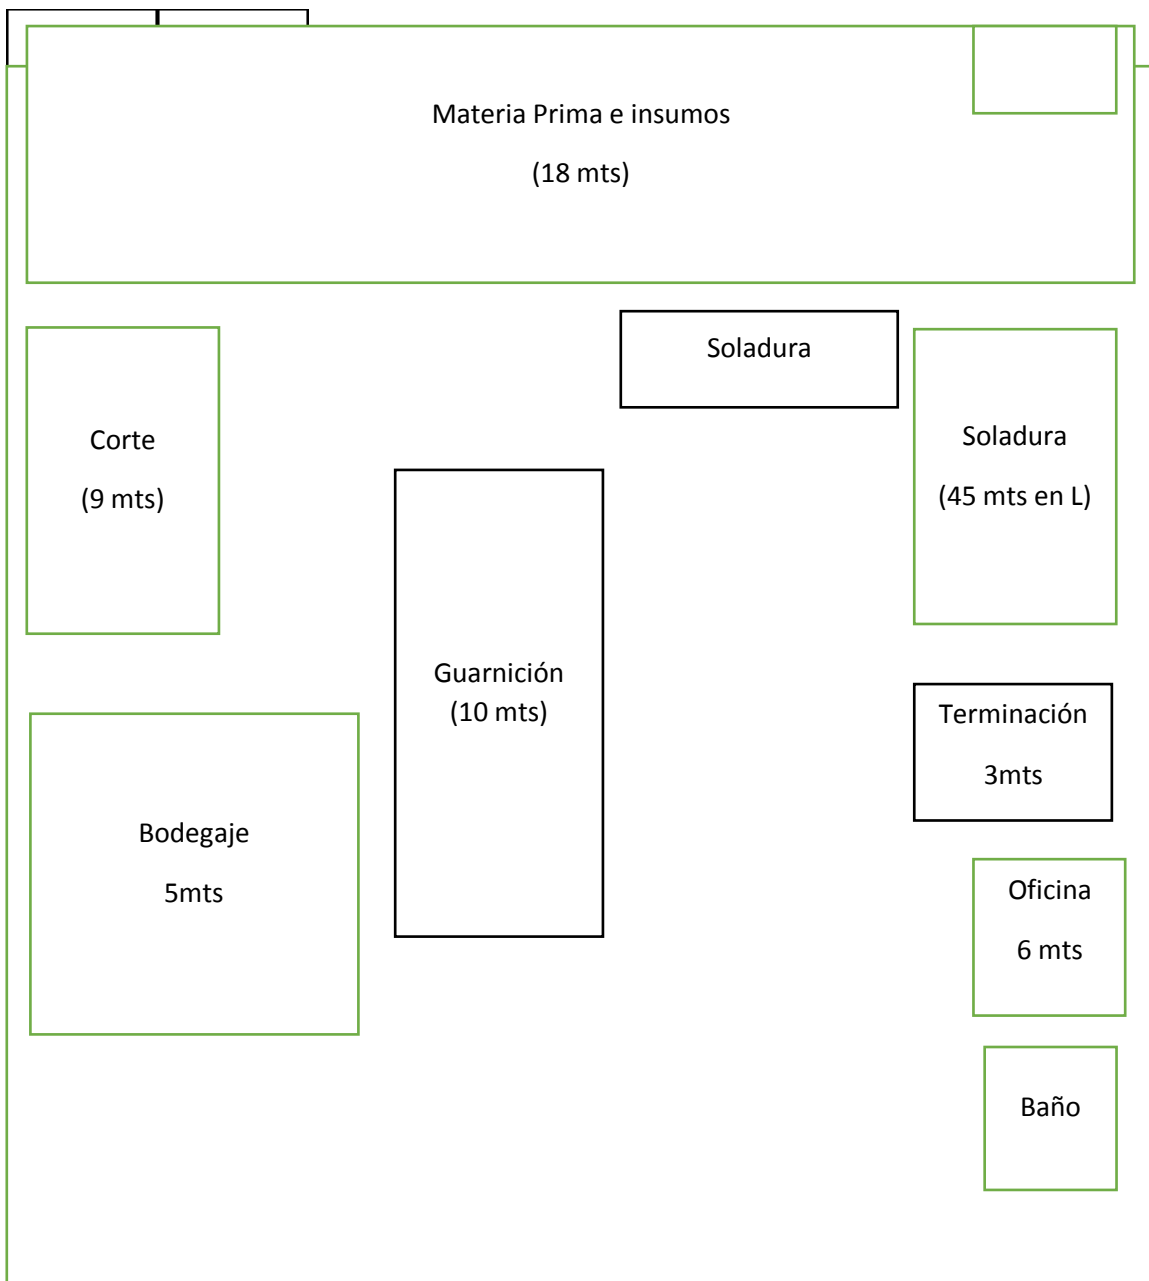 Materia Prima e insumos
(18 mts)
Soladura
Corte
(9 mts)
Soladura
(45 mts en L)
Guarnición
(10 mts)
Terminación
3mts
Bodegaje
5mts
Oficina
6 mts
Baño